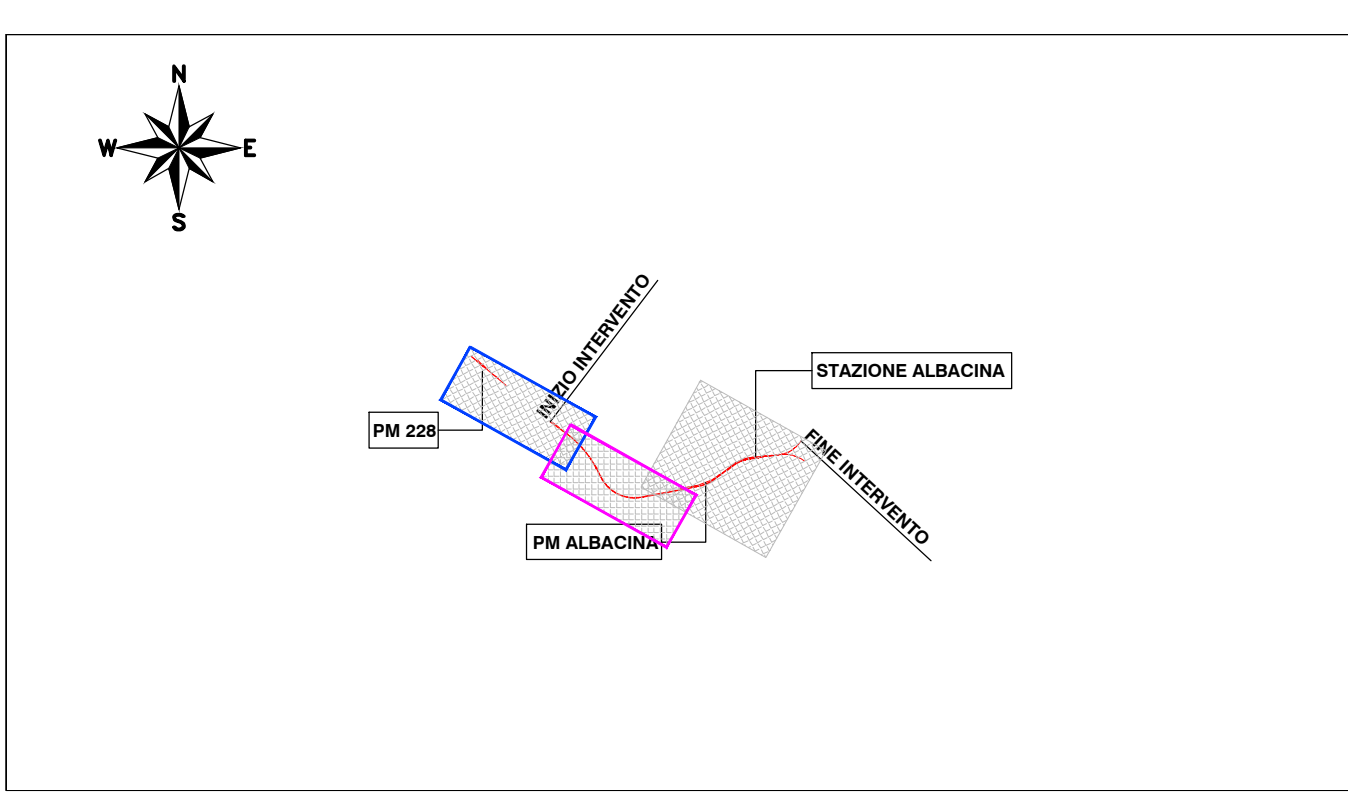 N
W
E
S
INIZIO INTERVENTO
STAZIONE ALBACINA
PM 228
FINE INTERVENTO
PM ALBACINA